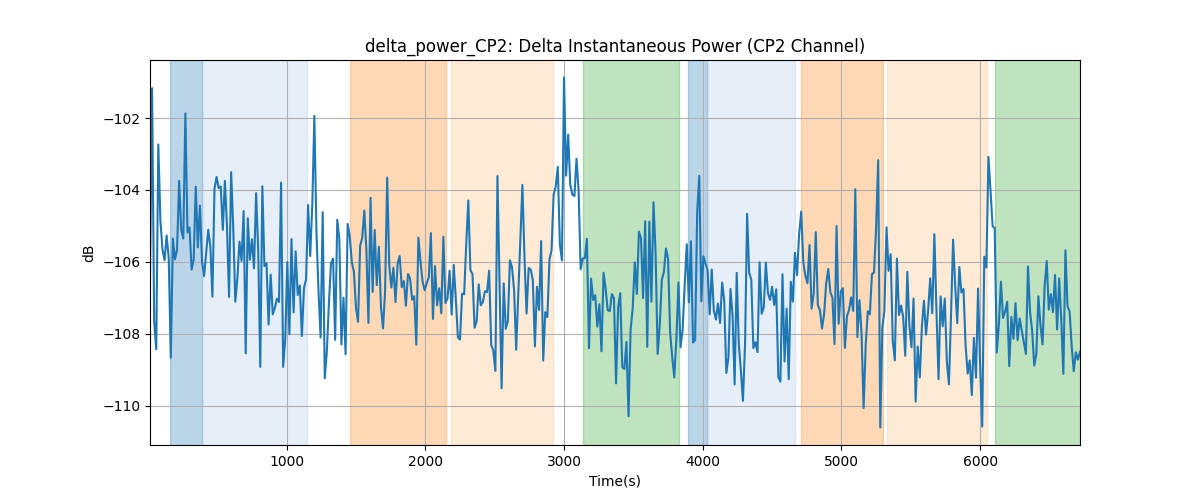 delta_power_CP2: Delta Instantaneous Power (CP2 Channel)
dB
−102
−104
−106
−108
−110
1000 2000 3000 4000 5000 6000
Time(s)